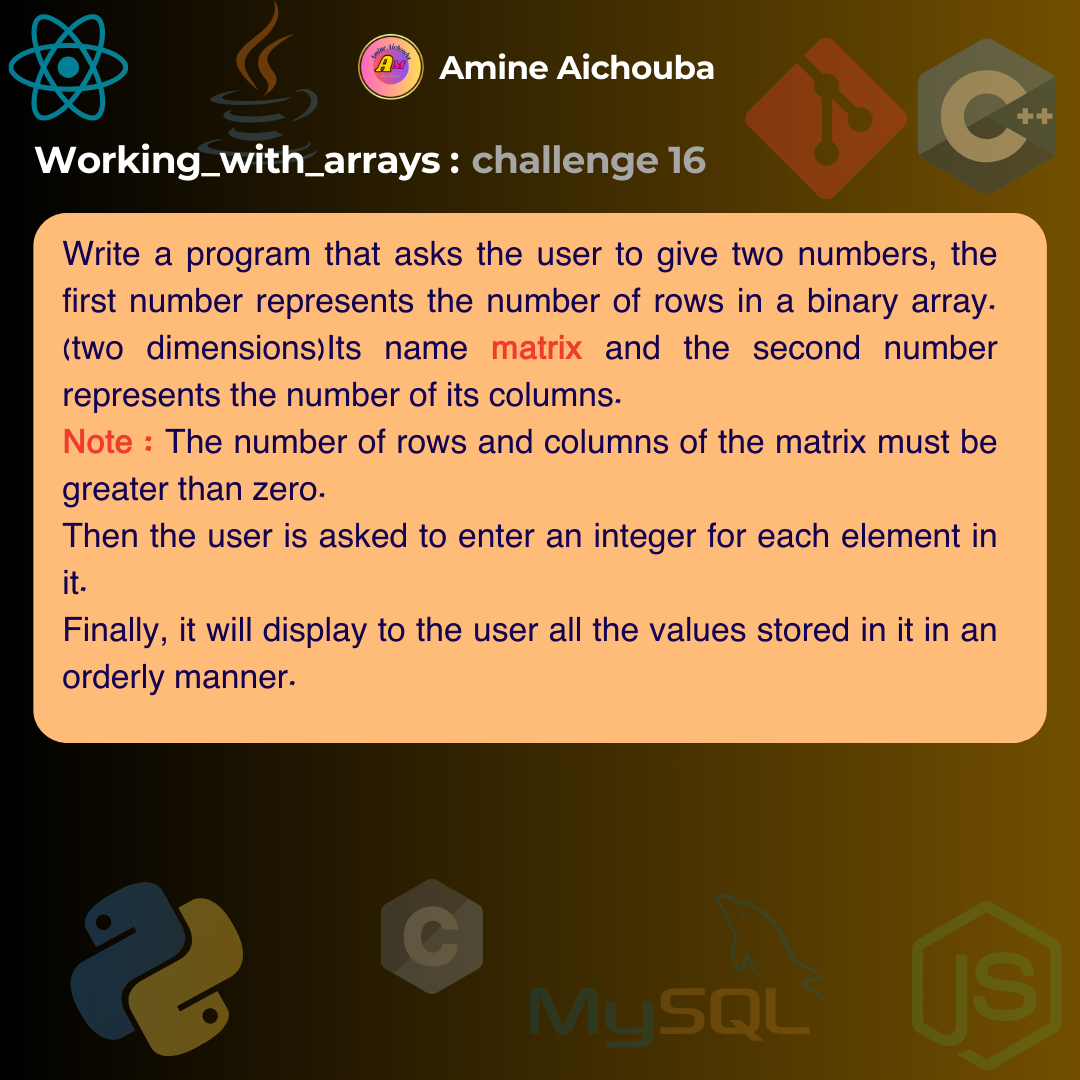 Amine Aichouba
Working_with_arrays : challenge 16
Write a program that asks the user to give two numbers, the
first number represents the number of rows in a binary array.
(two dimensions)Its name matrix and the second number
represents the number of its columns.
Note : The number of rows and columns of the matrix must be
greater than zero.
Then the user is asked to enter an integer for each element in
it.
Finally, it will display to the user all the values stored in it in an
orderly manner.
C++
C
MySQL
JS
Amine Aichouba
AM